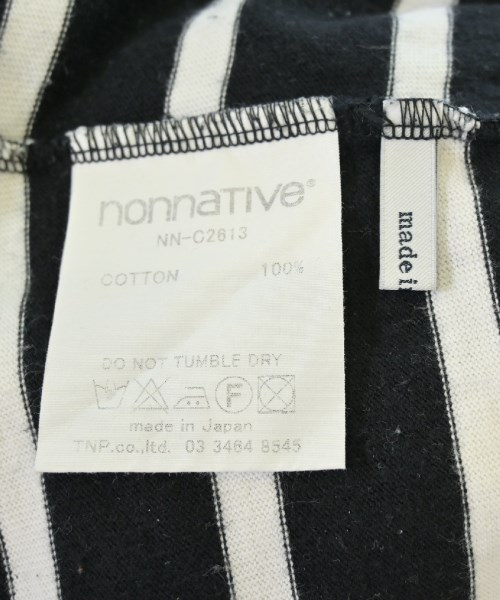 nonnative®
NN-C2613
COTTON 100%
DO NOT TUMBLE DRY
F
made in Japan
TNP.co.,ltd. 03 3464 8545
made in